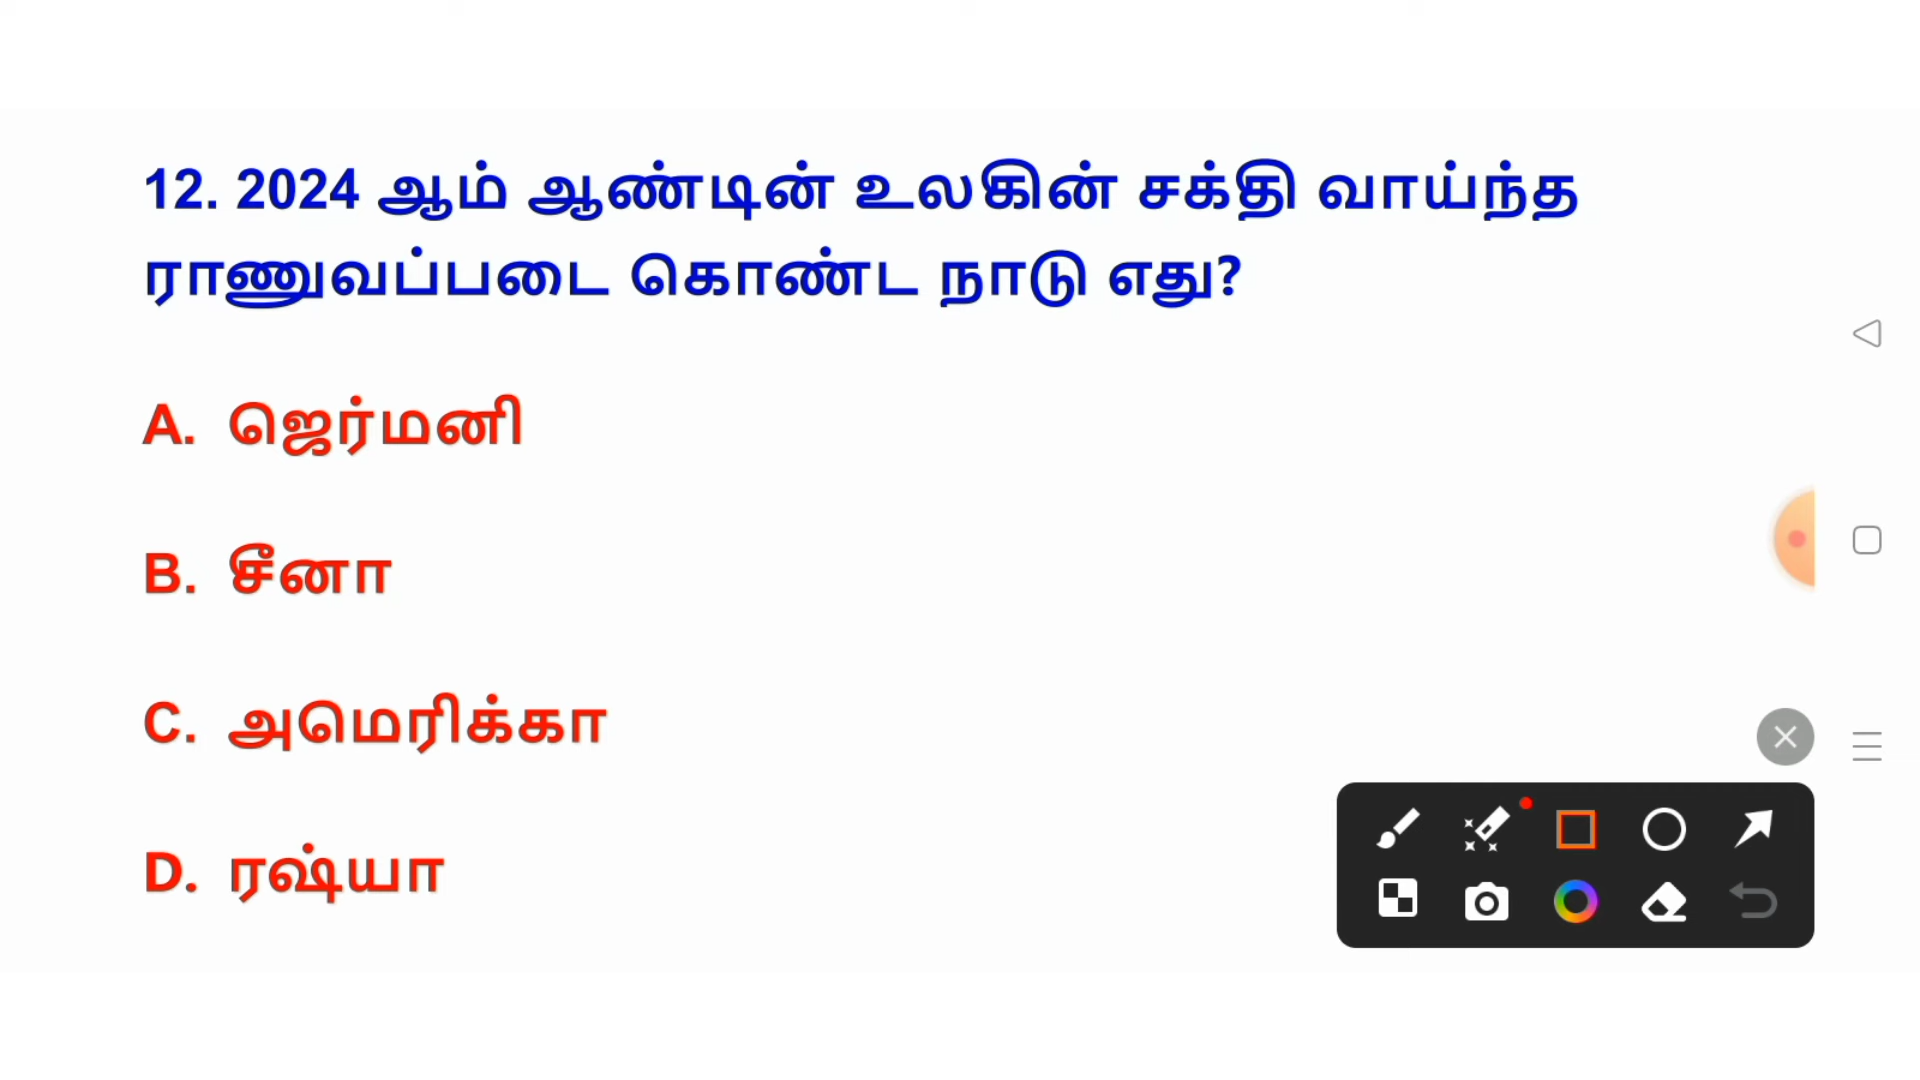 12. 2024 ஆம் ஆண்டின் உலகின் சக்தி வாய்ந்த
ராணுவப்படை கொண்ட நாடு எது?
A. ஜெர்மனி
B. சீனா
C. அமெரிக்கா
D. ரஷ்யா